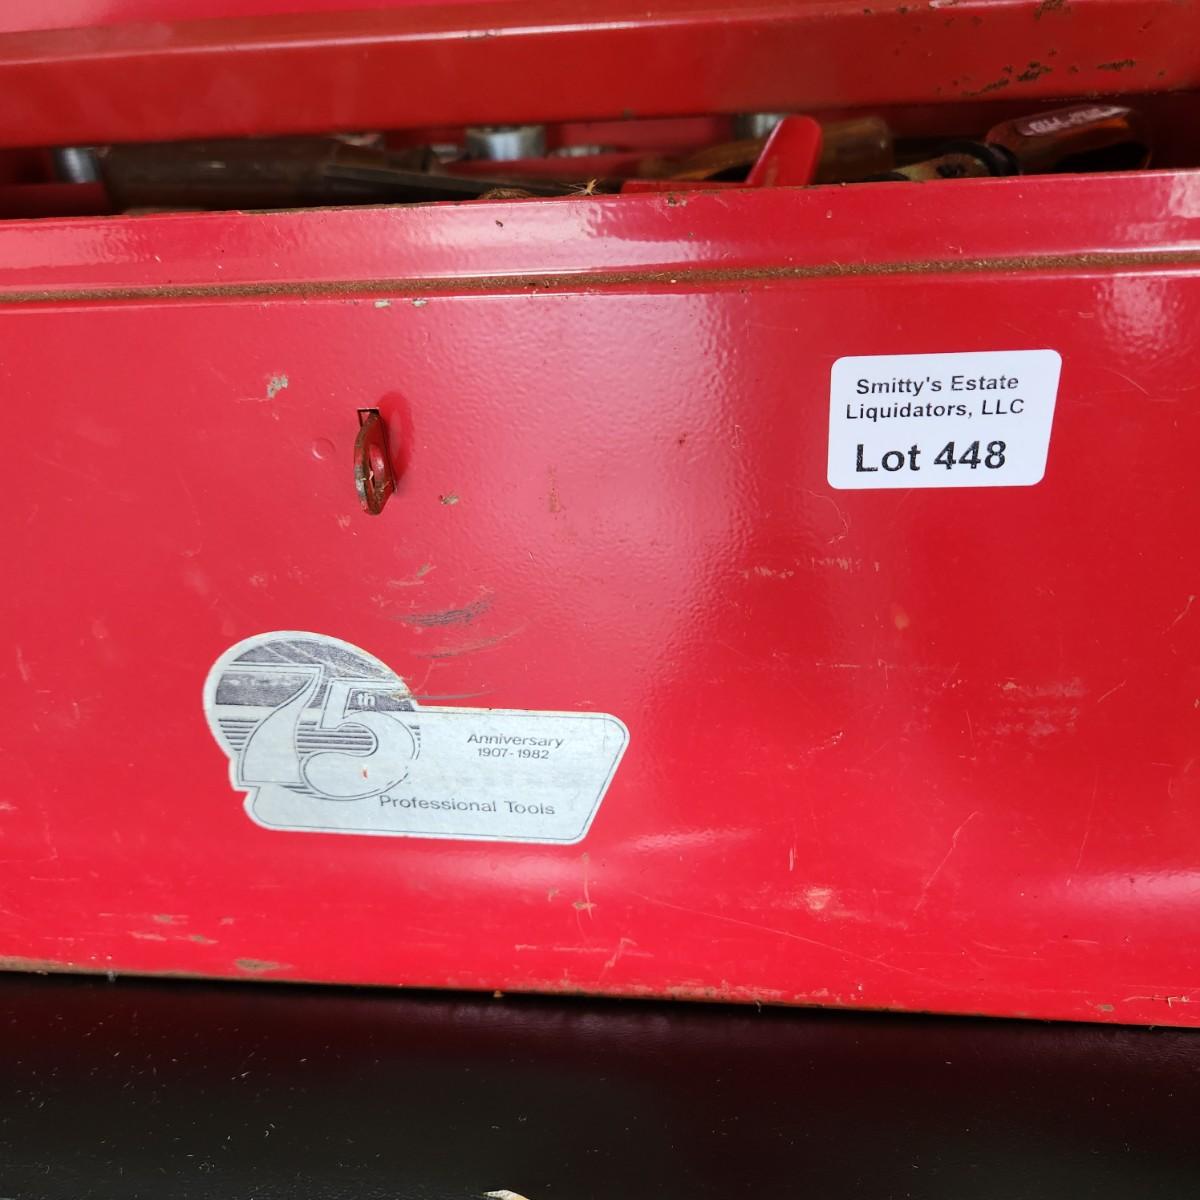 Smitty's Estate
Liquidators, LLC
Lot 448
75th
Anniversary
1907-1982
Professional Tools